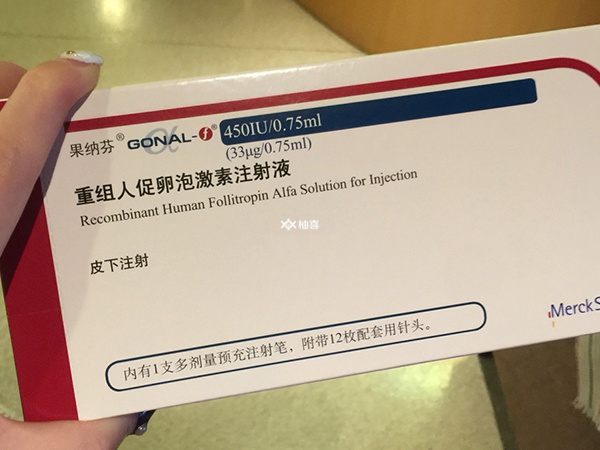 果纳芬® GONAL-f® 450IU/0.75ml
(33μg/0.75ml)
重组人促卵泡激素注射液
Recombinant Human Follitropin Alfa Solution for Injection
柚喜
皮下注射
MerckS
内有1支多剂量预充注射笔，附带12枚配套用针头。